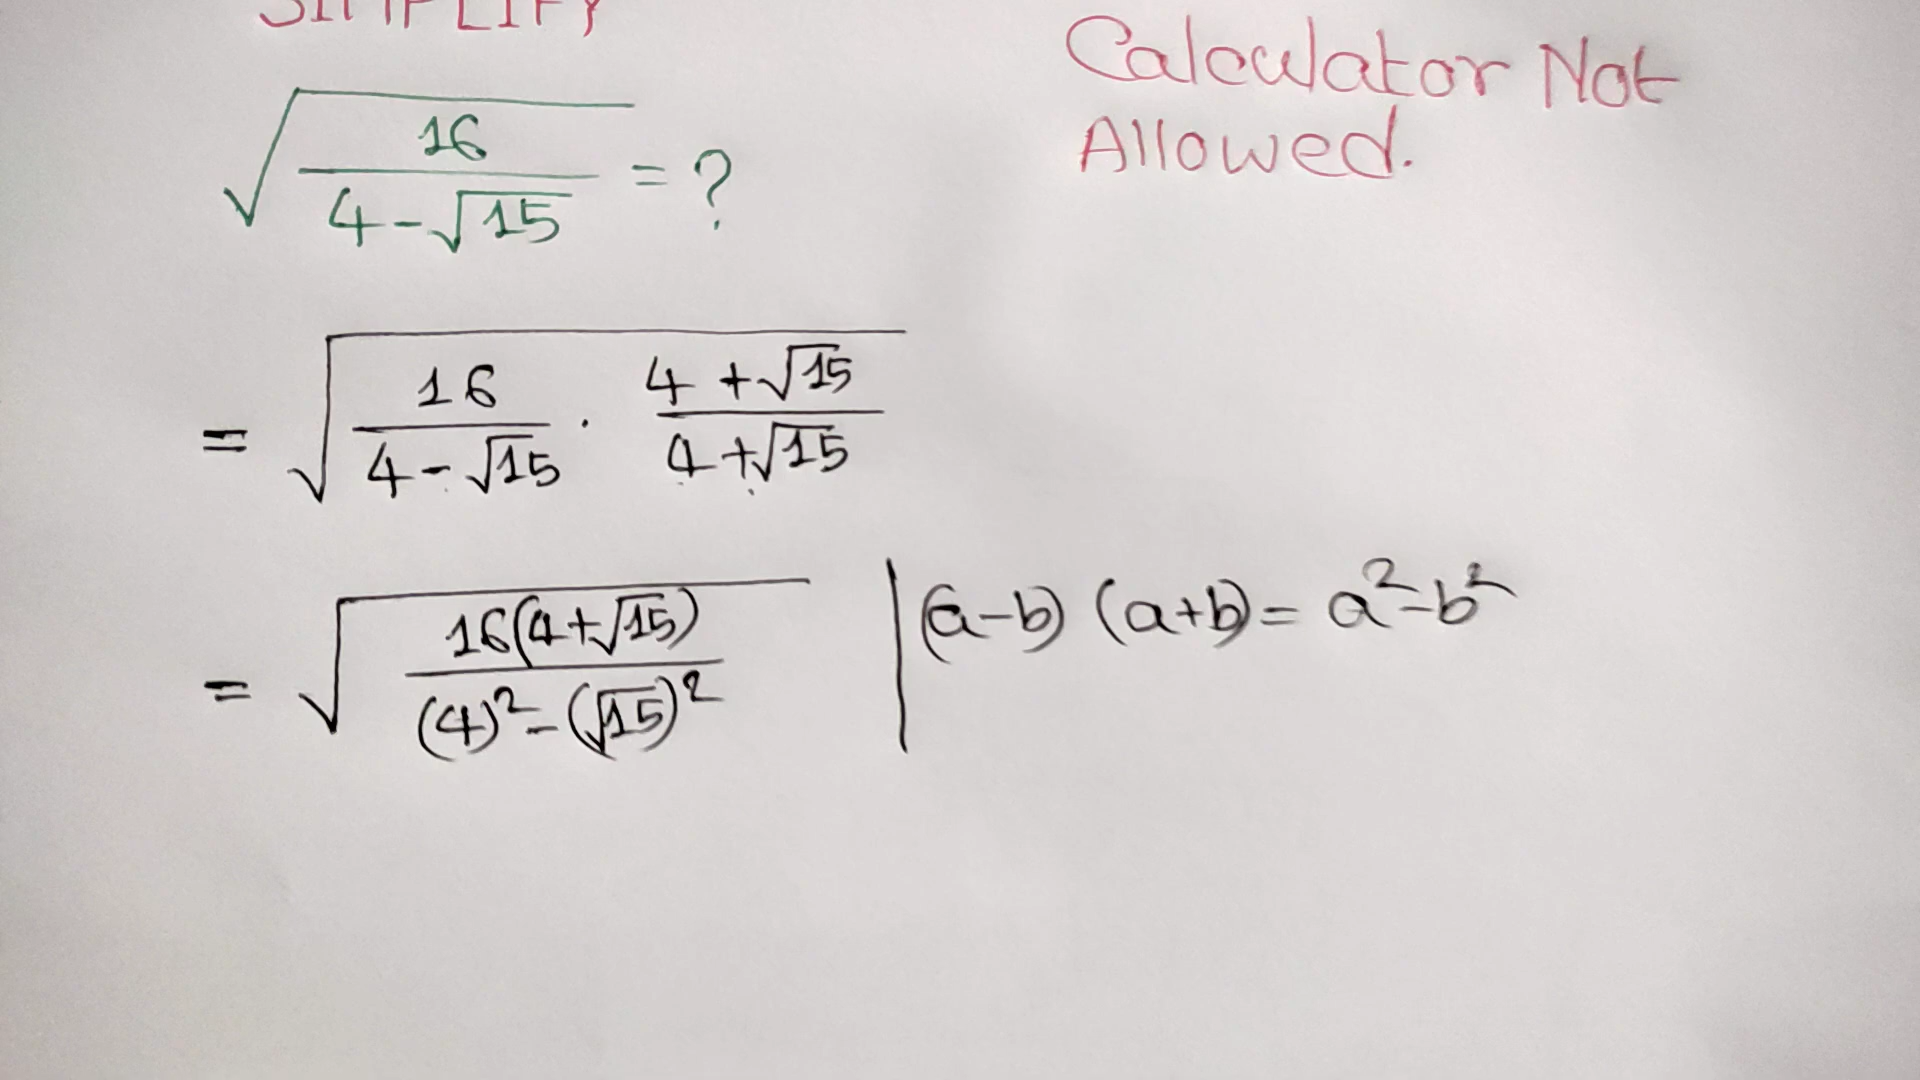 SIMPLIFY
Calculator Not
Allowed.
√(16/(4-√15)) = ?
= √(16/(4-√15) · (4+√15)/(4+√15))
= √(16(4+√15)/((4)²-(√15)²)) | (a-b) (a+b) = a²-b²